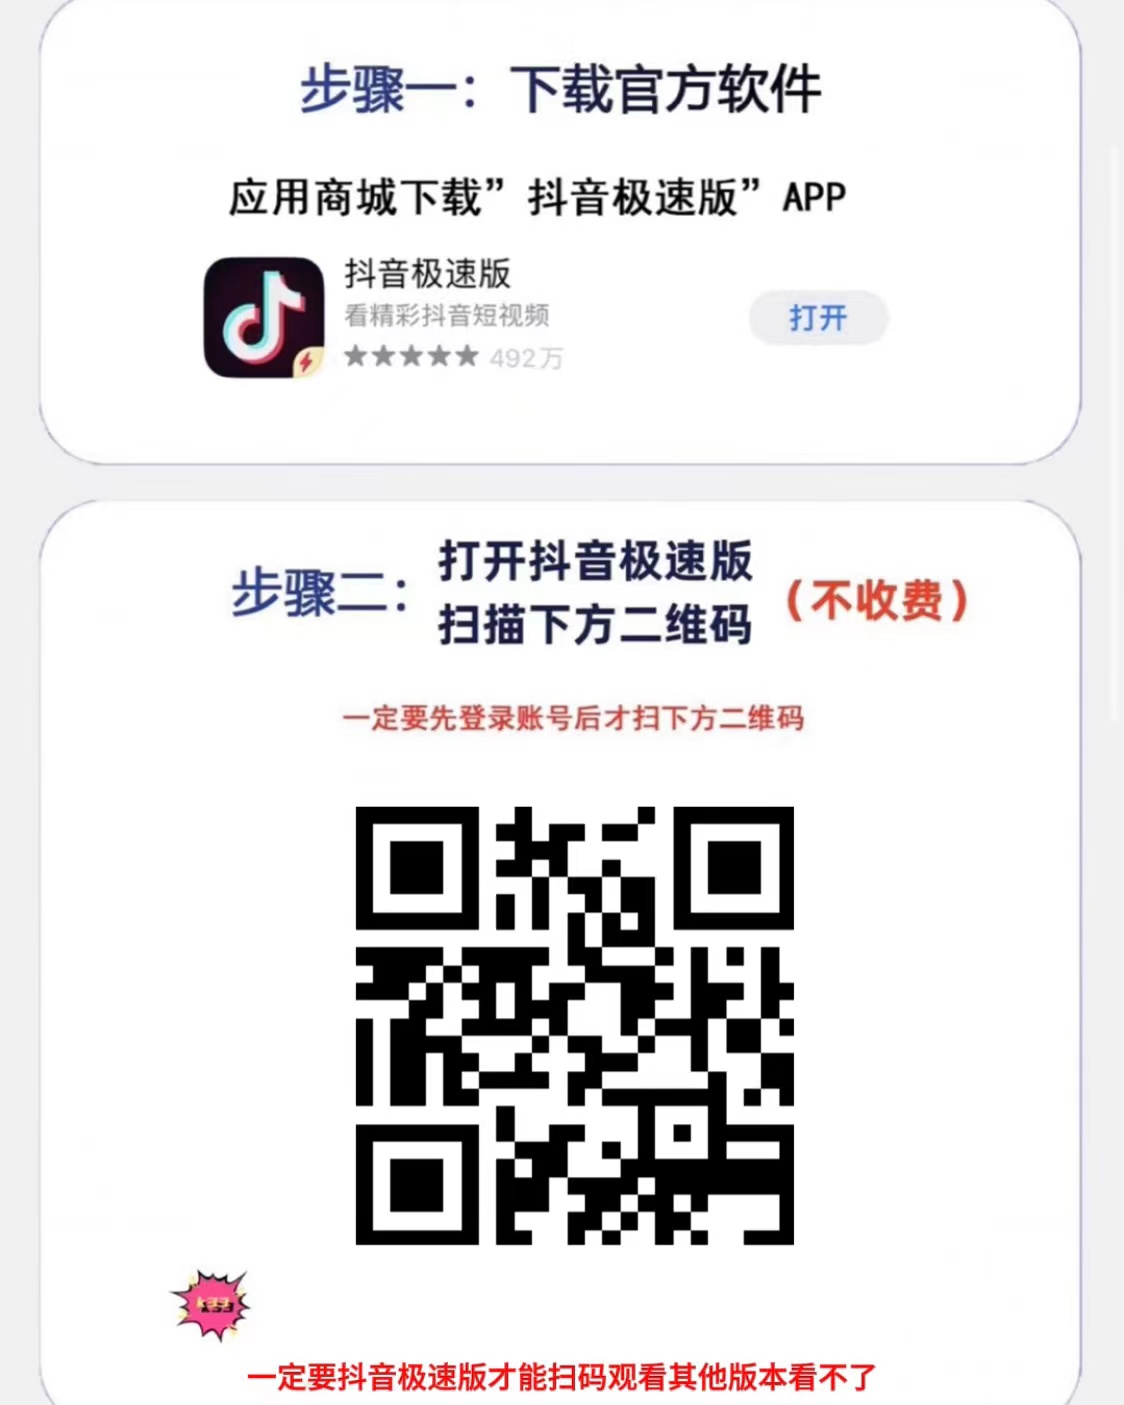 步骤一：下载官方软件
应用商城下载”抖音极速版”APP
抖音极速版
看精彩抖音短视频
★★★★★ 492万
打开
步骤二：打开抖音极速版
扫描下方二维码
（不收费）
一定要先登录账号后才扫下方二维码
一定要抖音极速版才能扫码观看其他版本看不了